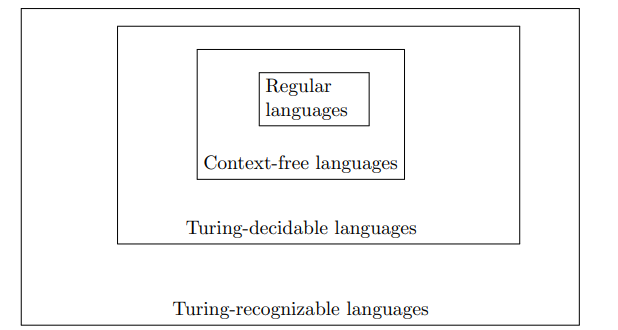 Regular
languages
Context-free languages
Turing-decidable languages
Turing-recognizable languages